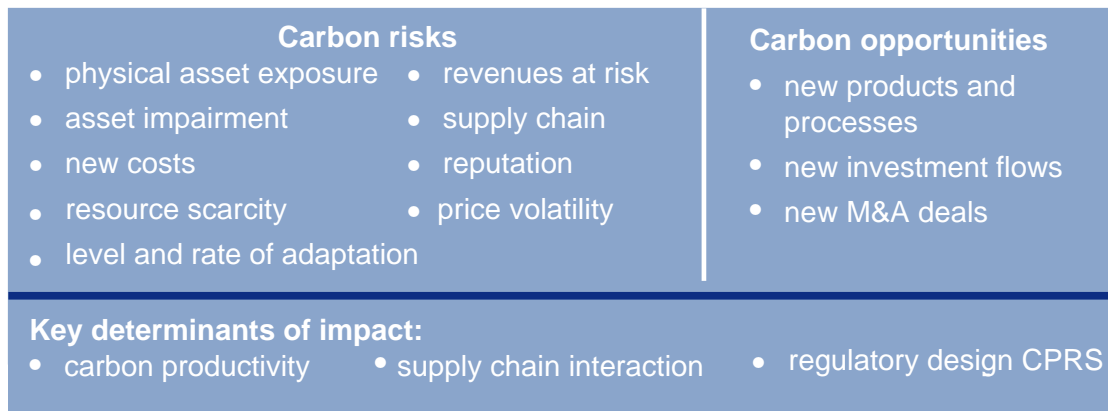 Carbon risks
• physical asset exposure
• asset impairment
• new costs
• resource scarcity
• level and rate of adaptation
• revenues at risk
• supply chain
• reputation
• price volatility
Carbon opportunities
• new products and
processes
• new investment flows
• new M&A deals
Key determinants of impact:
• carbon productivity
• supply chain interaction
• regulatory design CPRS